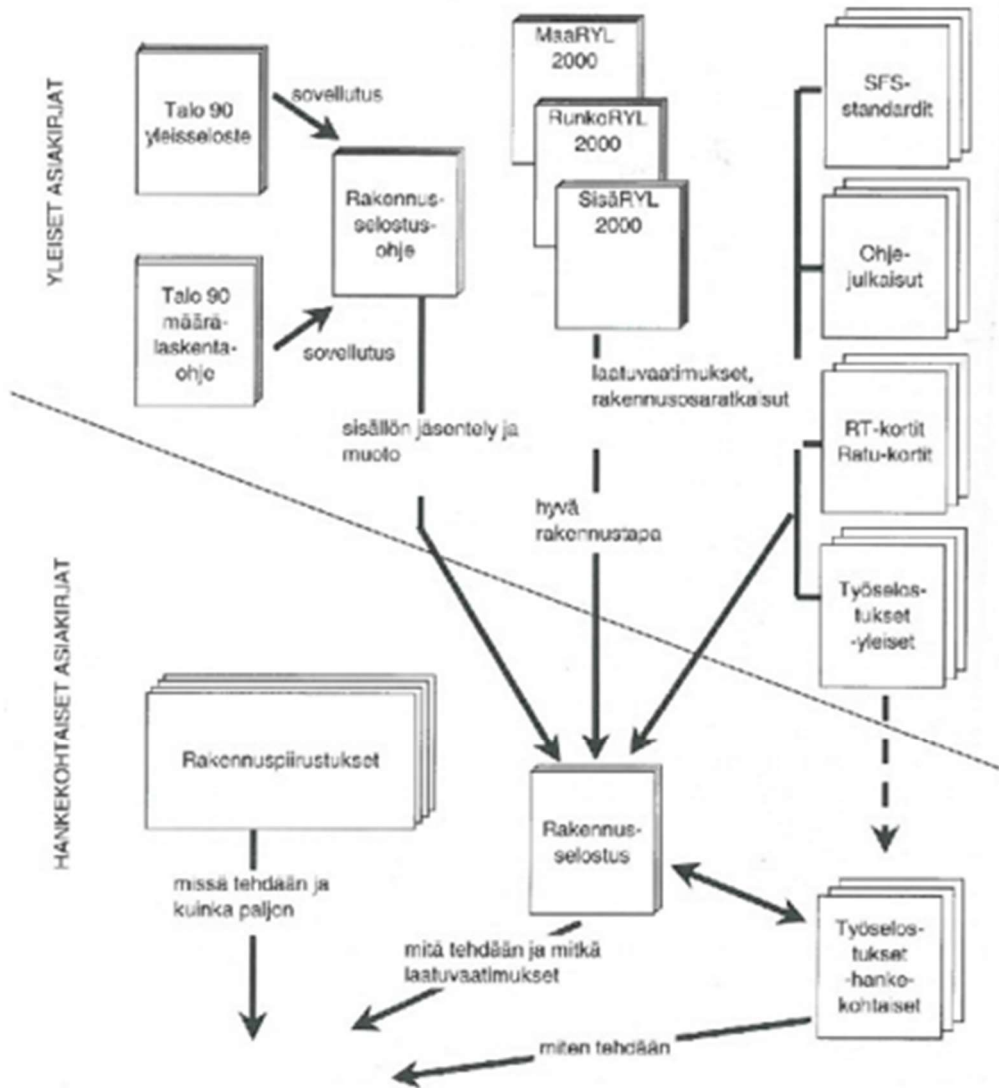 YLEISET ASIAKIRJAT
Talo 90
yleisseloste
sovellutus
Rakennus-
selostus-
ohje
Talo 90
määrä-
laskenta-
ohje
sovellutus
MaaRYL
2000
RunkoRYL
2000
SisäRYL
2000
SFS-
standardit
Ohje-
julkaisut
laatuvaatimukset,
rakennusosaratkaisut
sisällön jäsentely ja
muoto
RT-kortit
Ratu-kortit
hyvä
rakennustapa
Työselos-
tukset
-yleiset
HANKEKOHTAISET ASIAKIRJAT
Rakennuspiirustukset
Rakennus-
selostus
missä tehdään ja
kuinka paljon
mitä tehdään ja mitkä
laatuvaatimukset
Työselos-
tukset
-hanke-
kohtaiset
miten tehdään